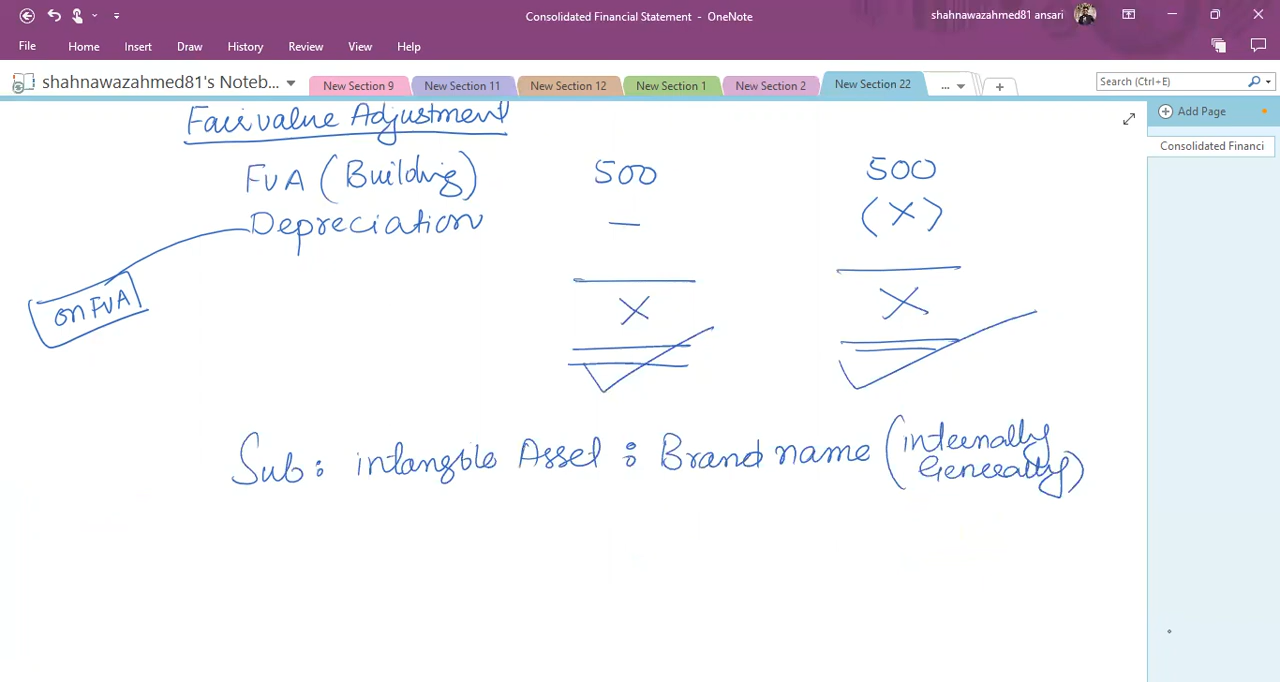 Consolidated Financial Statement - OneNote
shahnawazahmed81 ansari
File Home Insert Draw History Review View Help
shahnawazahmed81's Noteb...
New Section 9
New Section 11
New Section 12
New Section 1
New Section 2
New Section 22
...
Search (Ctrl+E)
Add Page
Consolidated Financi
Fair value Adjustment
FVA (Building) 500 500
Depreciation — (X)
on FVA
X X
Sub: intangible Asset : Brand name (internally
Generally)